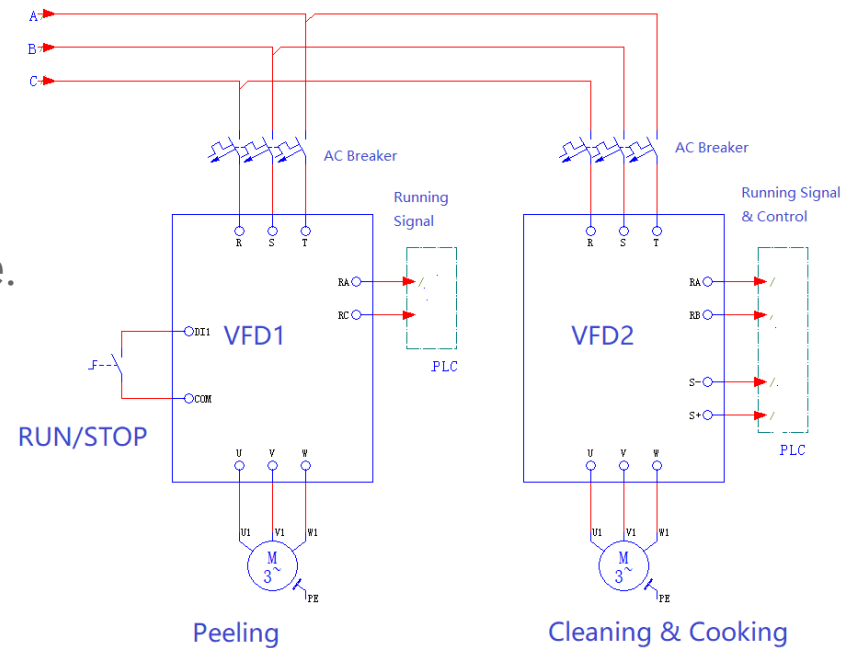 A
B
C
AC Breaker
AC Breaker
Running
Signal
Running Signal
& Control
R S T
R S T
e.
RA
RC
RA
RB
DI1
VFD1
VFD2
PLC
S-
S+
COM
RUN/STOP
PLC
U V W
U V W
U1 V1 W1
U1 V1 W1
M
3~
M
3~
PE
PE
Peeling
Cleaning & Cooking